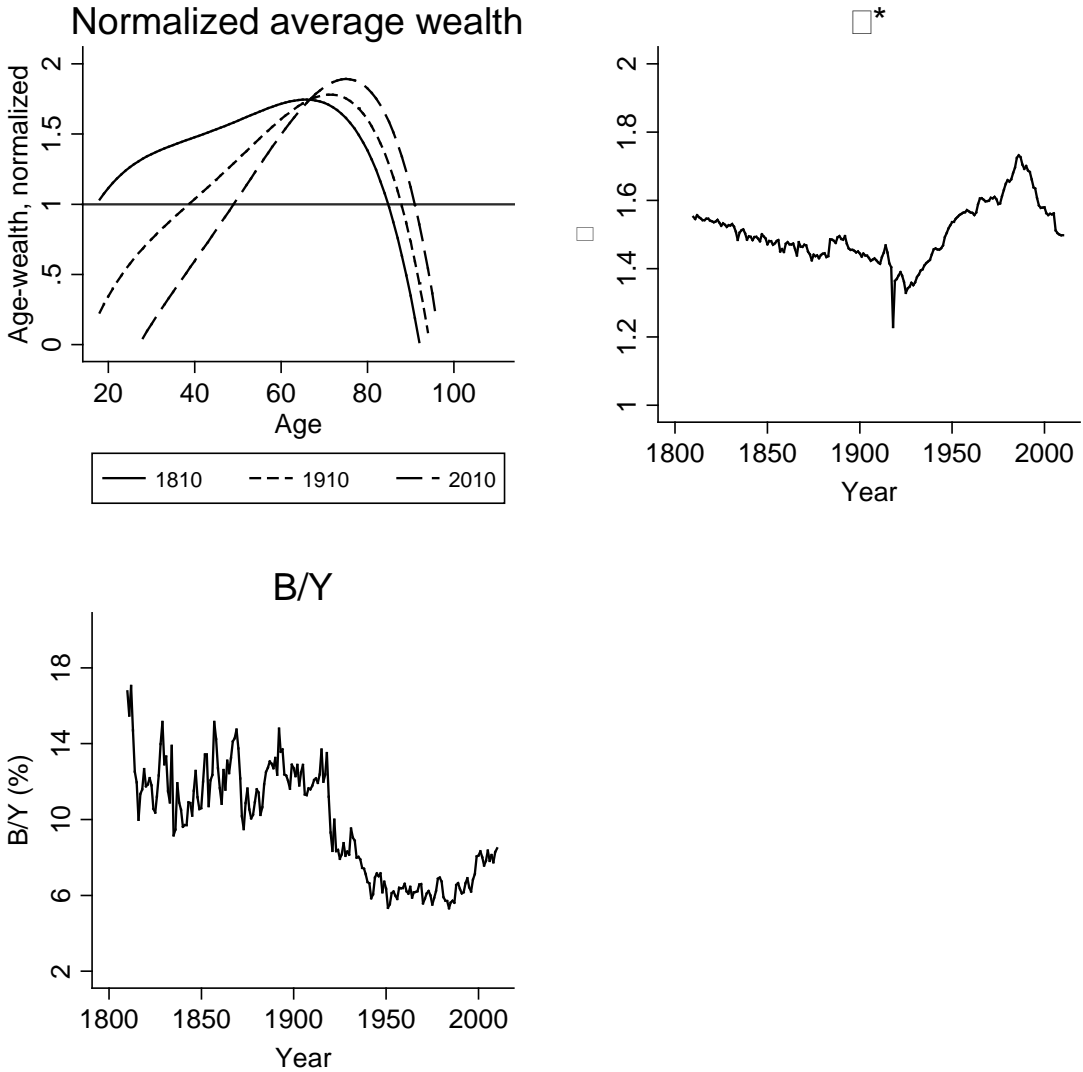 Normalized average wealth
Age-wealth, normalized
2
1.5
1
.5
0
20 40 60 80 100
Age
1810 1910 2010
□*
□
2
1.8
1.6
1.4
1.2
1
1800 1850 1900 1950 2000
Year
B/Y
B/Y (%)
18
14
10
6
2
1800 1850 1900 1950 2000
Year